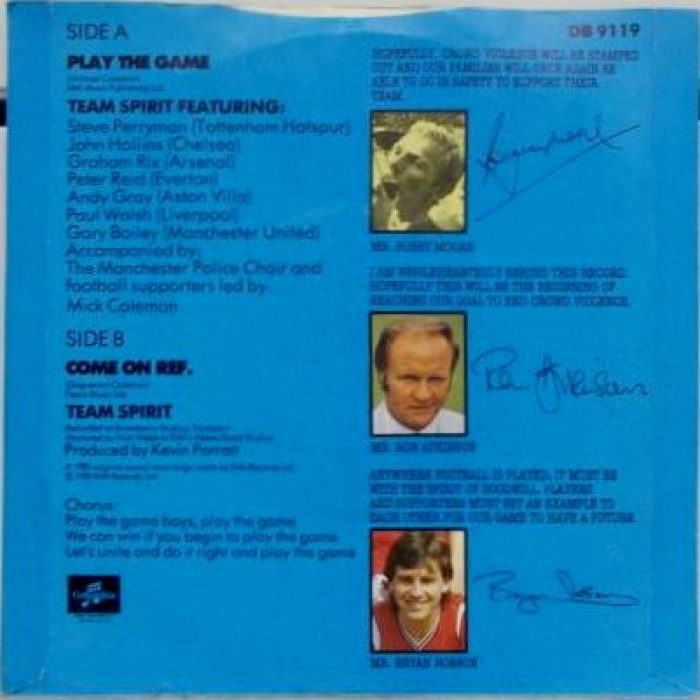 SIDE A
PLAY THE GAME
TEAM SPIRIT FEATURING:
Steve Perryman (Tottenham Hotspur)
John Hollins (Chelsea)
Graham Rix (Arsenal)
Peter Reid (Everton)
Andy Gray (Aston Villa)
Paul Walsh (Liverpool)
Gary Bailey (Manchester United)
Accompanied by:
The Manchester Police Choir and
football supporters led by
Mick Coleman
SIDE B
COME ON REF.
TEAM SPIRIT
Produced by Kevin Parrott
Chorus:
Play the game boys, play the game
We can win if you begin to play the game
Let's unite and do it right and play the game
Columbia
DB 9119
HOPEFULLY, CROWD VIOLENCE WILL BE STAMPED
OUT AND OUR FAMILIES WILL ONCE AGAIN BE
ABLE TO GO IN SAFETY TO SUPPORT THEIR
TEAM.
MR. BOBBY MOORE
I AM WHOLEHEARTEDLY BEHIND THIS RECORD.
HOPEFULLY THIS WILL BE THE BEGINNING OF
REACHING OUR GOAL TO END CROWD VIOLENCE.
Ron Atkinson
MR. RON ATKINSON
ANYWHERE FOOTBALL IS PLAYED, IT MUST BE
WITH THE SPIRIT OF GOODWILL. PLAYERS
AND SUPPORTERS MUST SET AN EXAMPLE TO
EACH OTHER FOR OUR GAME TO HAVE A FUTURE.
Bryan Robson
MR. BRYAN ROBSON